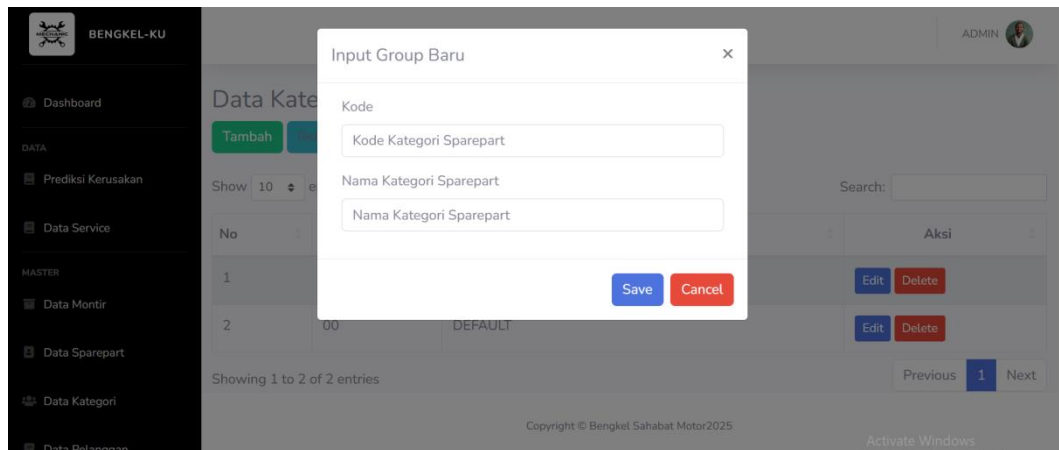 MECHANIC
BENGKEL-KU
ADMIN
Input Group Baru
×
Kode
Kode Kategori Sparepart
Nama Kategori Sparepart
Nama Kategori Sparepart
Save
Cancel
Dashboard
DATA
Prediksi Kerusakan
Data Service
MASTER
Data Montir
Data Sparepart
Data Kategori
Data Pelanggan
Data Kate
Tambah
Show 10 e
Search:
No
Aksi
1
Edit Delete
2 00 DEFAULT Edit Delete
Showing 1 to 2 of 2 entries
Previous 1 Next
Copyright © Bengkel Sahabat Motor2025
Activate Windows